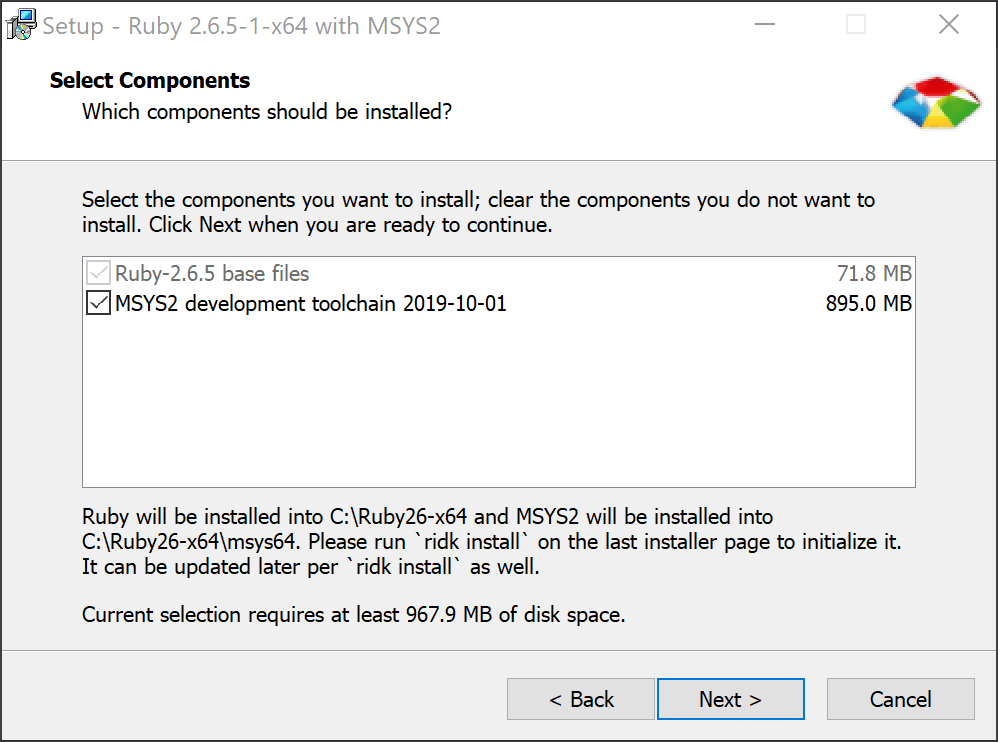 Setup - Ruby 2.6.5-1-x64 with MSYS2
Select Components
Which components should be installed?
Select the components you want to install; clear the components you do not want to
install. Click Next when you are ready to continue.
Ruby-2.6.5 base files 71.8 MB
MSYS2 development toolchain 2019-10-01 895.0 MB
Ruby will be installed into C:\Ruby26-x64 and MSYS2 will be installed into
C:\Ruby26-x64\msys64. Please run `ridk install` on the last installer page to initialize it.
It can be updated later per `ridk install` as well.
Current selection requires at least 967.9 MB of disk space.
< Back Next > Cancel